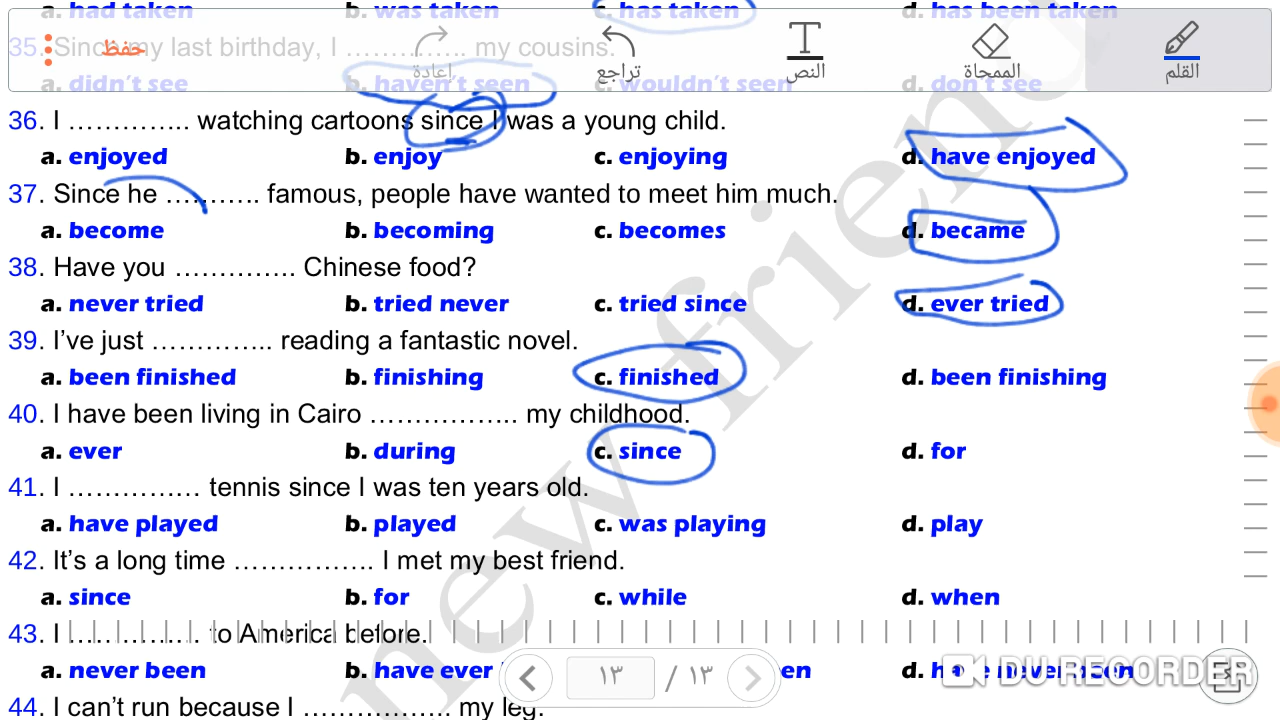 a. had taken b. was taken c. has taken d. has been taken
35. Since my last birthday, I ………….. my cousins.
حفظ إعادة تراجع النص الممحاة القلم
a. didn't see b. haven't seen c. wouldn't seen d. don't see
36. I ………….. watching cartoons since I was a young child.
a. enjoyed b. enjoy c. enjoying d. have enjoyed
37. Since he ……….. famous, people have wanted to meet him much.
a. become b. becoming c. becomes d. became
38. Have you ………….. Chinese food?
a. never tried b. tried never c. tried since d. ever tried
39. I've just ………….. reading a fantastic novel.
a. been finished b. finishing c. finished d. been finishing
40. I have been living in Cairo …………….. my childhood.
a. ever b. during c. since d. for
41. I …………… tennis since I was ten years old.
a. have played b. played c. was playing d. play
42. It's a long time ……………. I met my best friend.
a. since b. for c. while d. when
43. I …………… to America before.
a. never been b. have ever d. have never been
١٣ / ١٣
DU RECORDER
44. I can't run because I …………….. my leg.
new friend